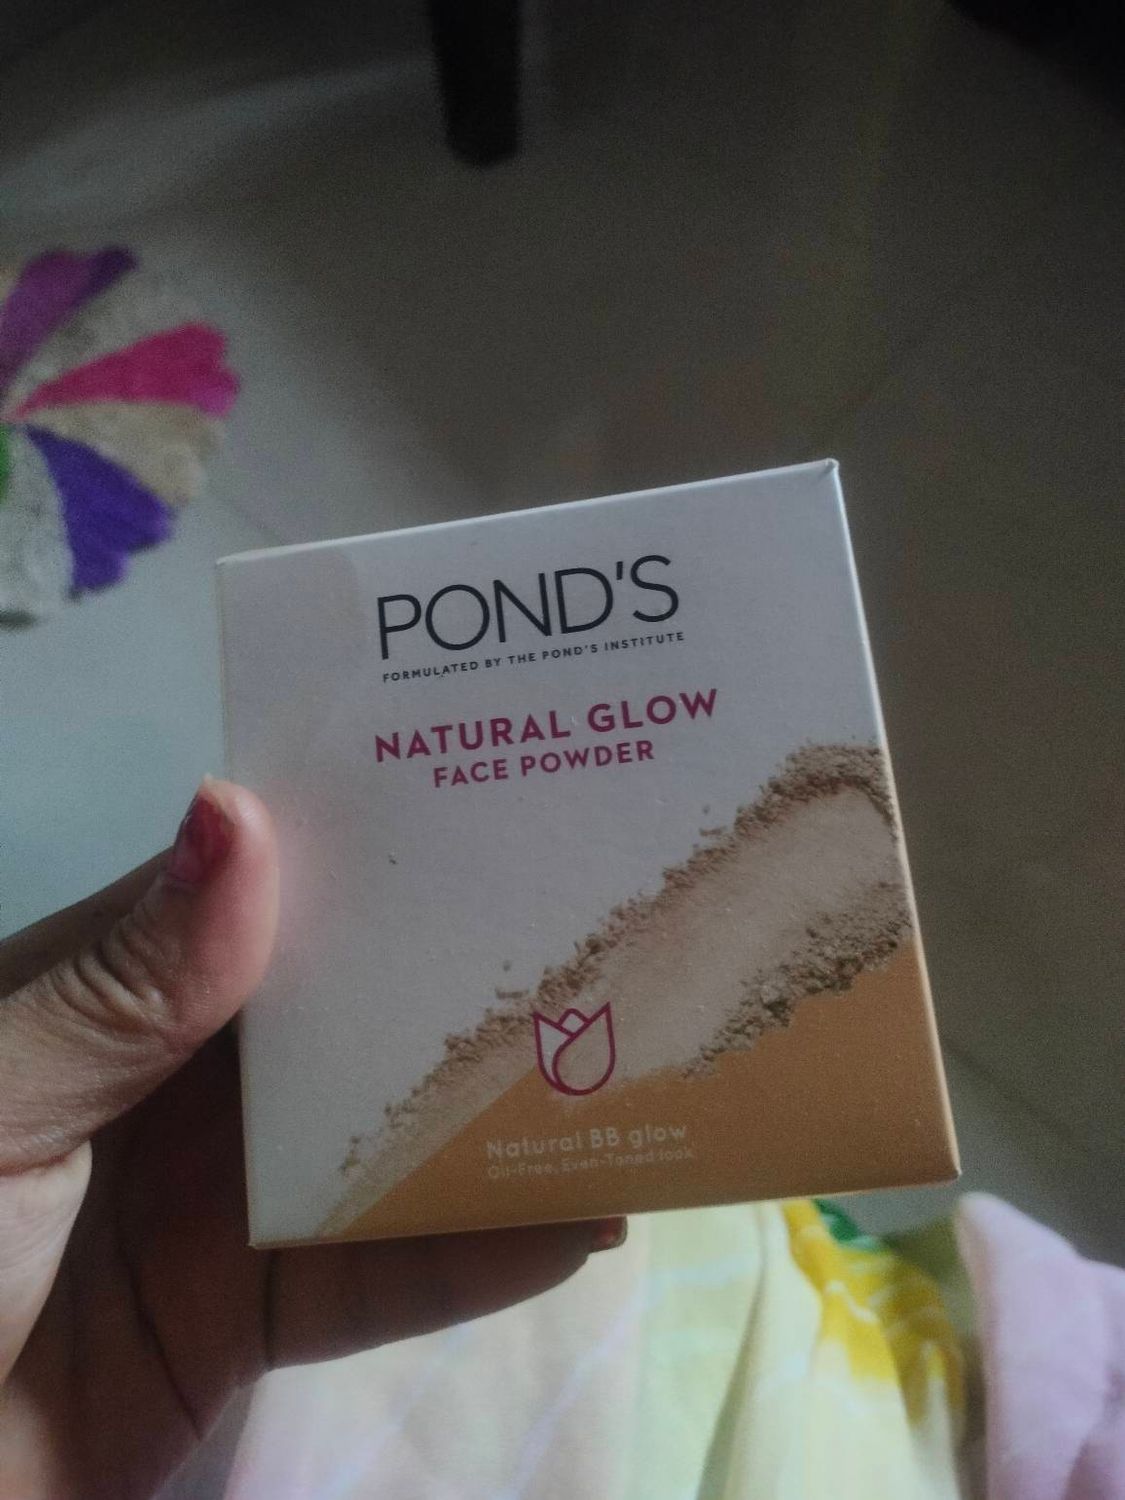 POND'S
FORMULATED BY THE POND'S INSTITUTE
NATURAL GLOW
FACE POWDER
Natural BB glow
Oil-Free, Even-Toned look